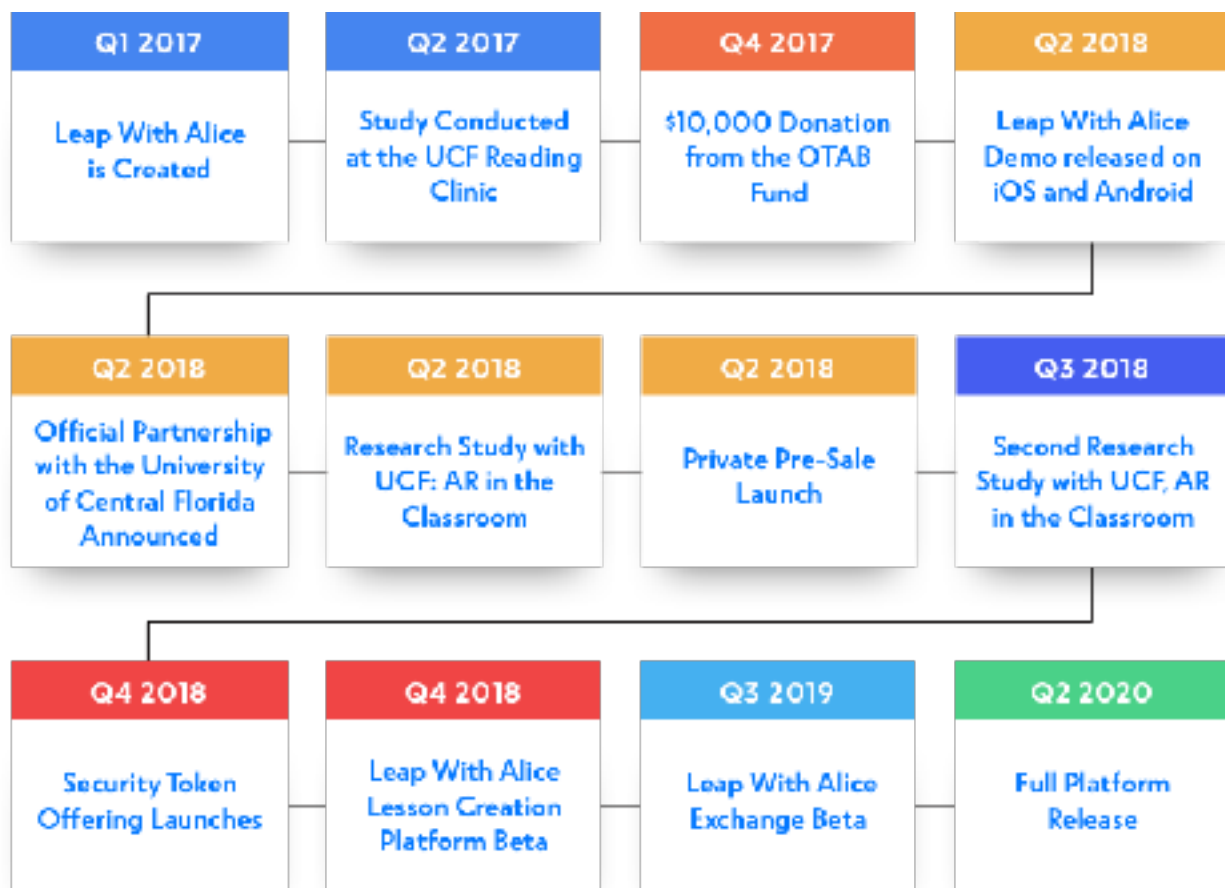 Q1 2017
Leap With Alice
is Created
Q2 2017
Study Conducted
at the UCF Reading
Clinic
Q4 2017
$10,000 Donation
from the OTAB
Fund
Q2 2018
Leap With Alice
Demo released on
iOS and Android
Q2 2018
Official Partnership
with the University
of Central Florida
Announced
Q2 2018
Research Study with
UCF: AR in the
Classroom
Q2 2018
Private Pre-Sale
Launch
Q3 2018
Second Research
Study with UCF, AR
in the Classroom
Q4 2018
Security Token
Offering Launches
Q4 2018
Leap With Alice
Lesson Creation
Platform Beta
Q3 2019
Leap With Alice
Exchange Beta
Q2 2020
Full Platform
Release